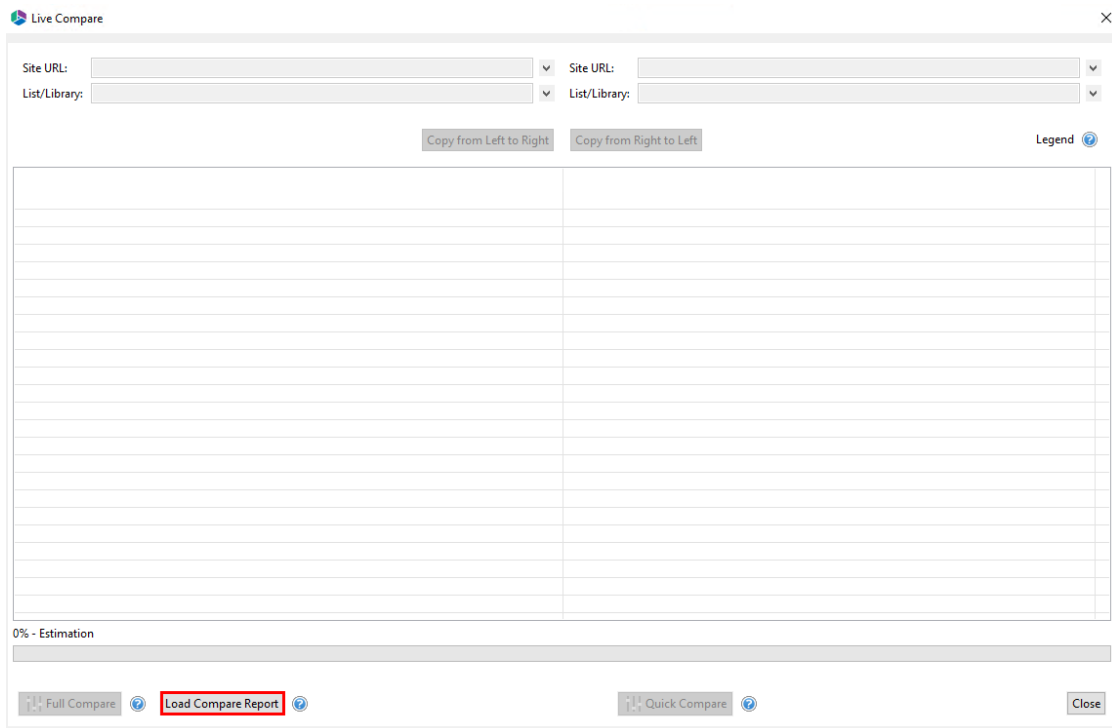 Live Compare
Site URL:
Site URL:
List/Library:
List/Library:
Copy from Left to Right
Copy from Right to Left
Legend
0% - Estimation
Full Compare
Load Compare Report
Quick Compare
Close